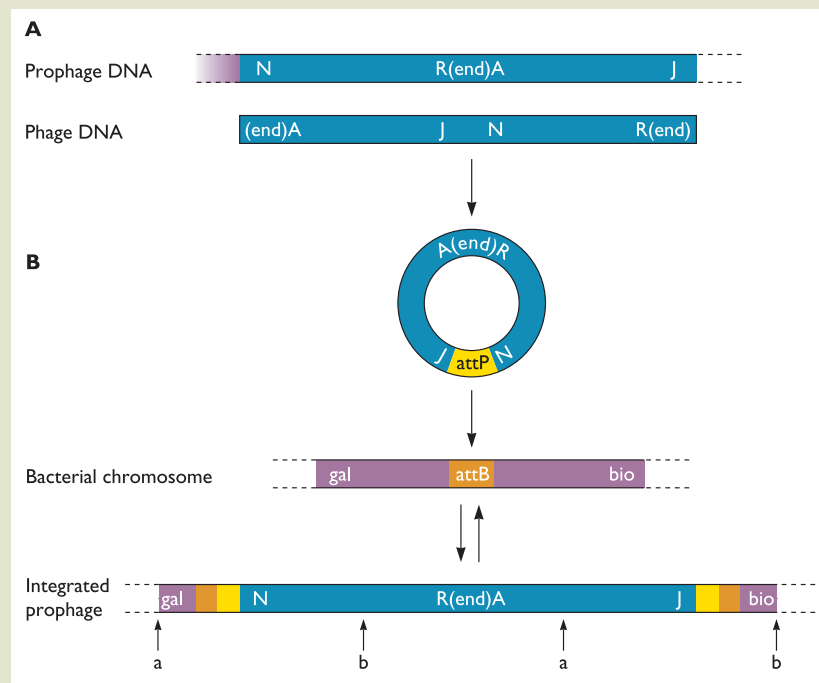 A
Prophage DNA
N R(end)A J
Phage DNA
(end)A J N R(end)
B
A(end)R
J attP N
Bacterial chromosome
gal attB bio
Integrated
prophage
gal N R(end)A J bio
a b a b